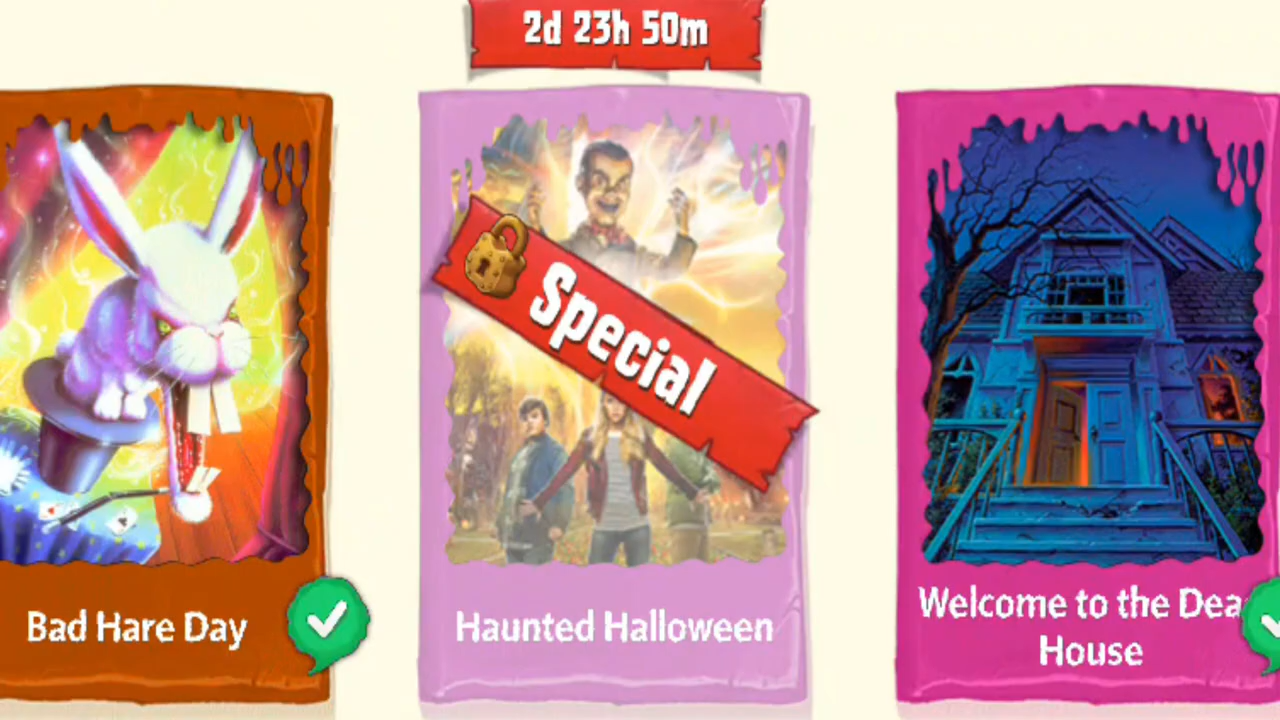 2d 23h 50m
Special
Bad Hare Day
Haunted Halloween
Welcome to the Dea
House